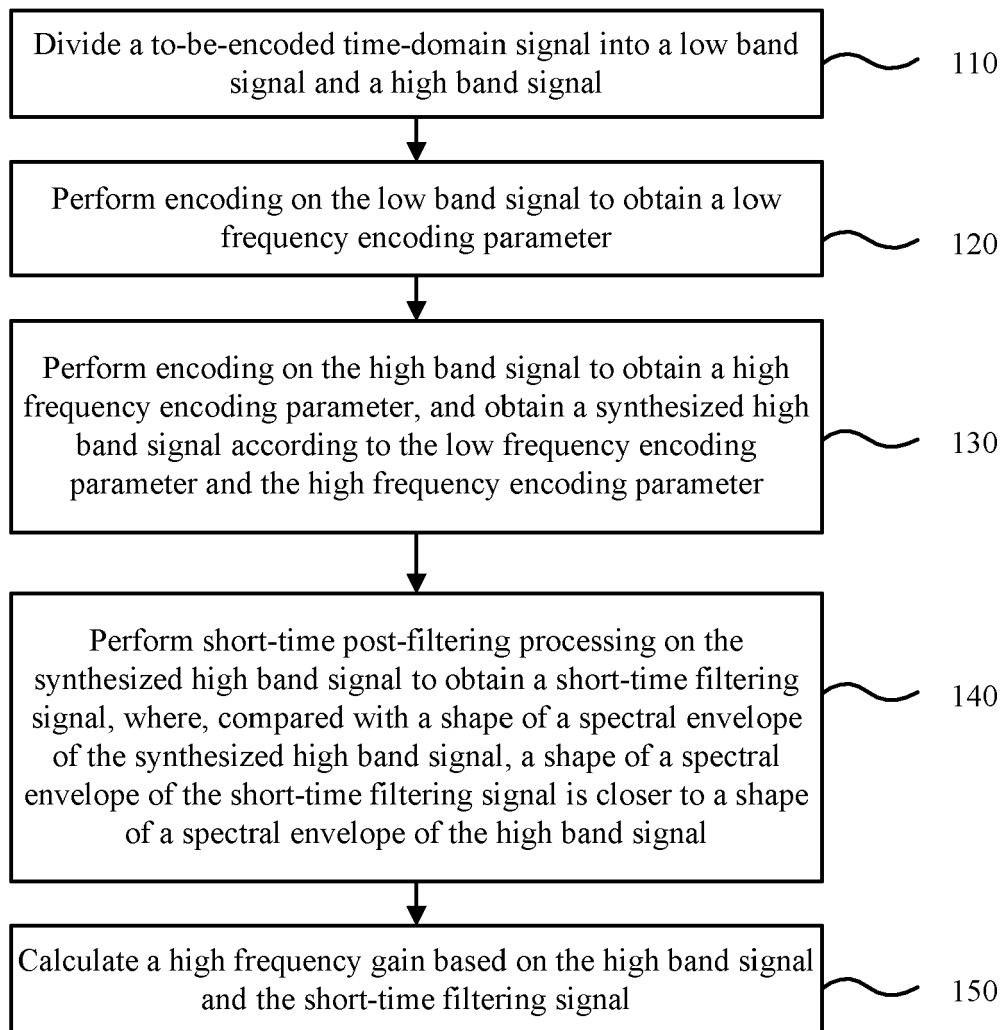 Divide a to-be-encoded time-domain signal into a low band
signal and a high band signal
110
Perform encoding on the low band signal to obtain a low
frequency encoding parameter
120
Perform encoding on the high band signal to obtain a high
frequency encoding parameter, and obtain a synthesized high
band signal according to the low frequency encoding
parameter and the high frequency encoding parameter
130
Perform short-time post-filtering processing on the
synthesized high band signal to obtain a short-time filtering
signal, where, compared with a shape of a spectral envelope
of the synthesized high band signal, a shape of a spectral
envelope of the short-time filtering signal is closer to a shape
of a spectral envelope of the high band signal
140
Calculate a high frequency gain based on the high band signal
and the short-time filtering signal
150